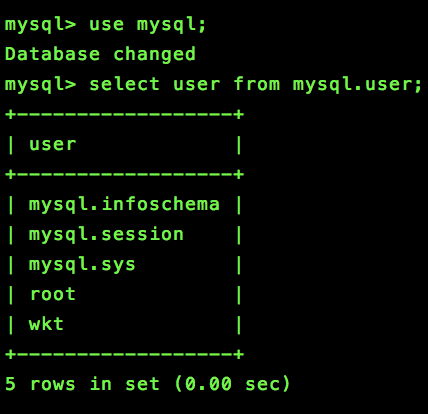 mysql> use mysql;
Database changed
mysql> select user from mysql.user;
+------------------+
| user             |
+------------------+
| mysql.infoschema |
| mysql.session    |
| mysql.sys        |
| root             |
| wkt              |
+------------------+
5 rows in set (0.00 sec)